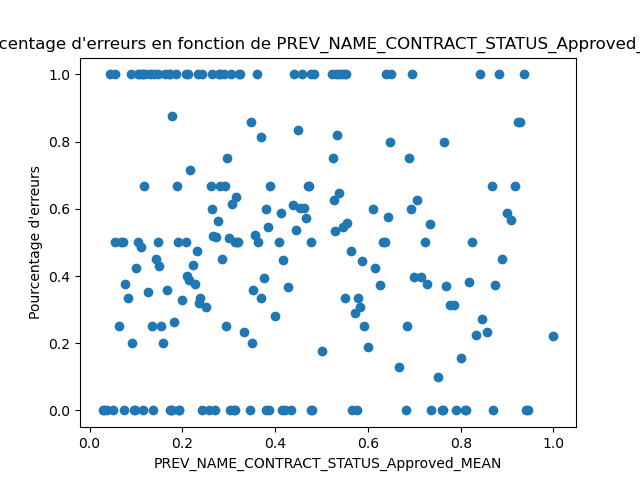 centage d'erreurs en fonction de PREV_NAME_CONTRACT_STATUS_Approved_
Pourcentage d'erreurs
1.0
0.8
0.6
0.4
0.2
0.0
0.0 0.2 0.4 0.6 0.8 1.0
PREV_NAME_CONTRACT_STATUS_Approved_MEAN